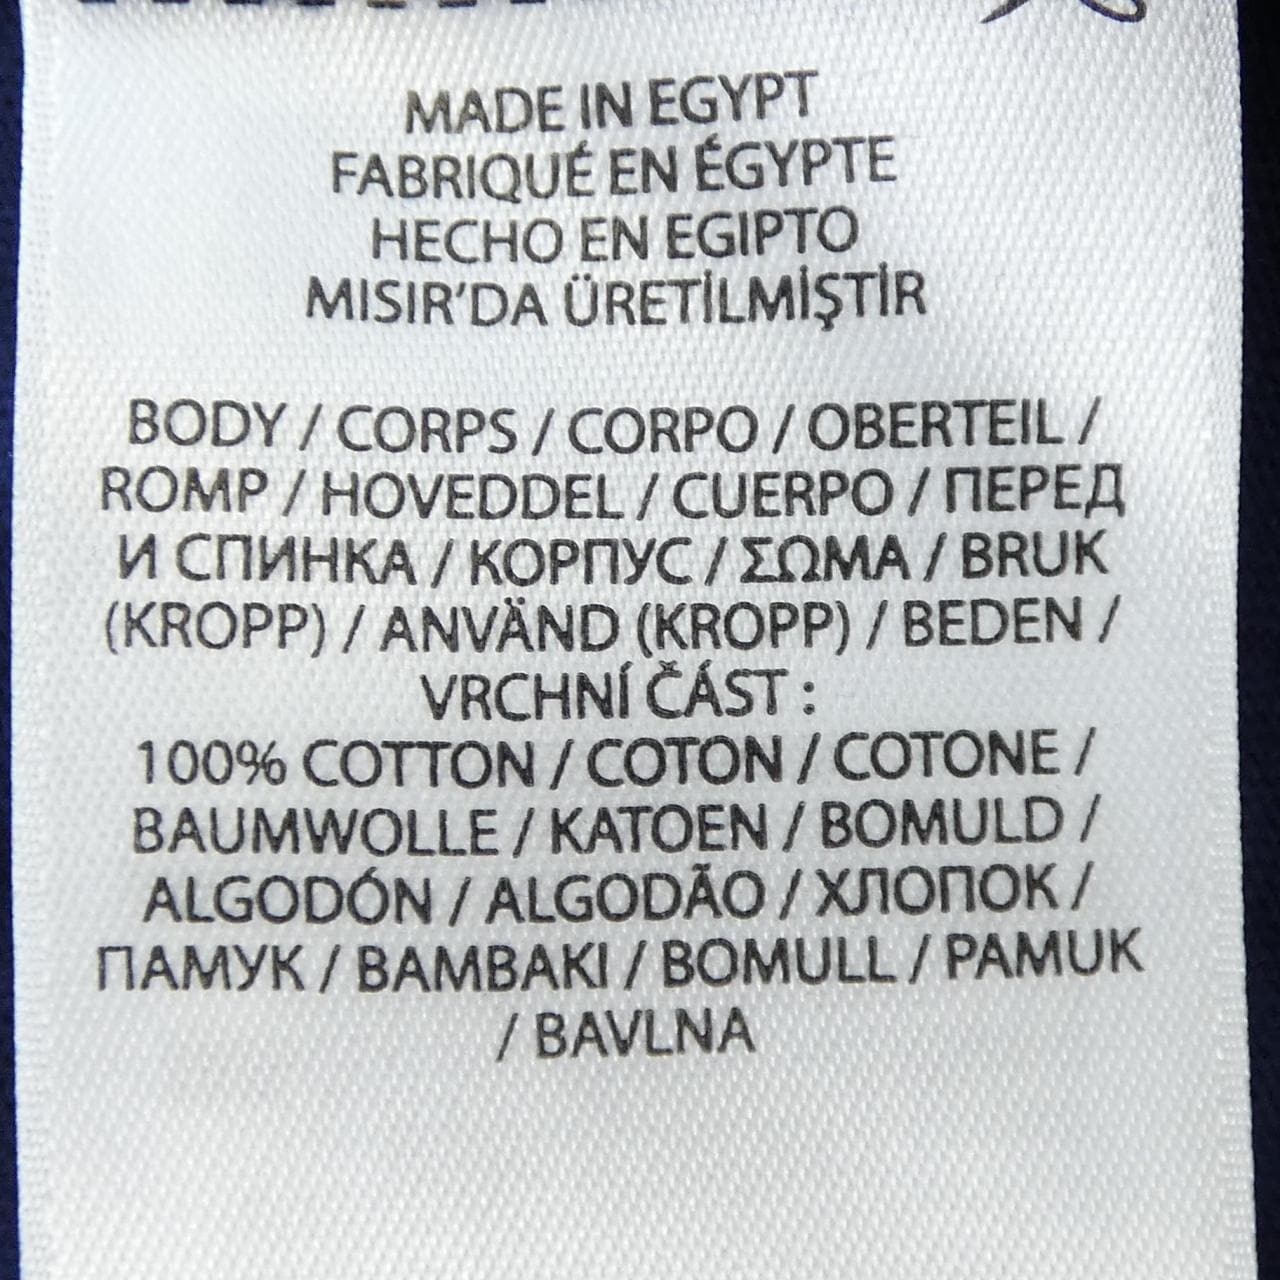 MADE IN EGYPT
FABRIQUÉ EN ÉGYPTE
HECHO EN EGIPTO
MISIR'DA ÜRETİLMİŞTİR
BODY / CORPS / CORPO / OBERTEIL /
ROMP / HOVEDDEL / CUERPO / ПЕРЕД
И СПИНКА / КОРПУС / ΣΩΜΑ / BRUK
(KROPP) / ANVÄND (KROPP) / BEDEN /
VRCHNÍ ČÁST :
100% COTTON / COTON / COTONE /
BAUMWOLLE / KATOEN / BOMULD /
ALGODÓN / ALGODÃO / ХЛОПОК /
ПАМУК / BAMBAKI / BOMULL / PAMUK
/ BAVLNA